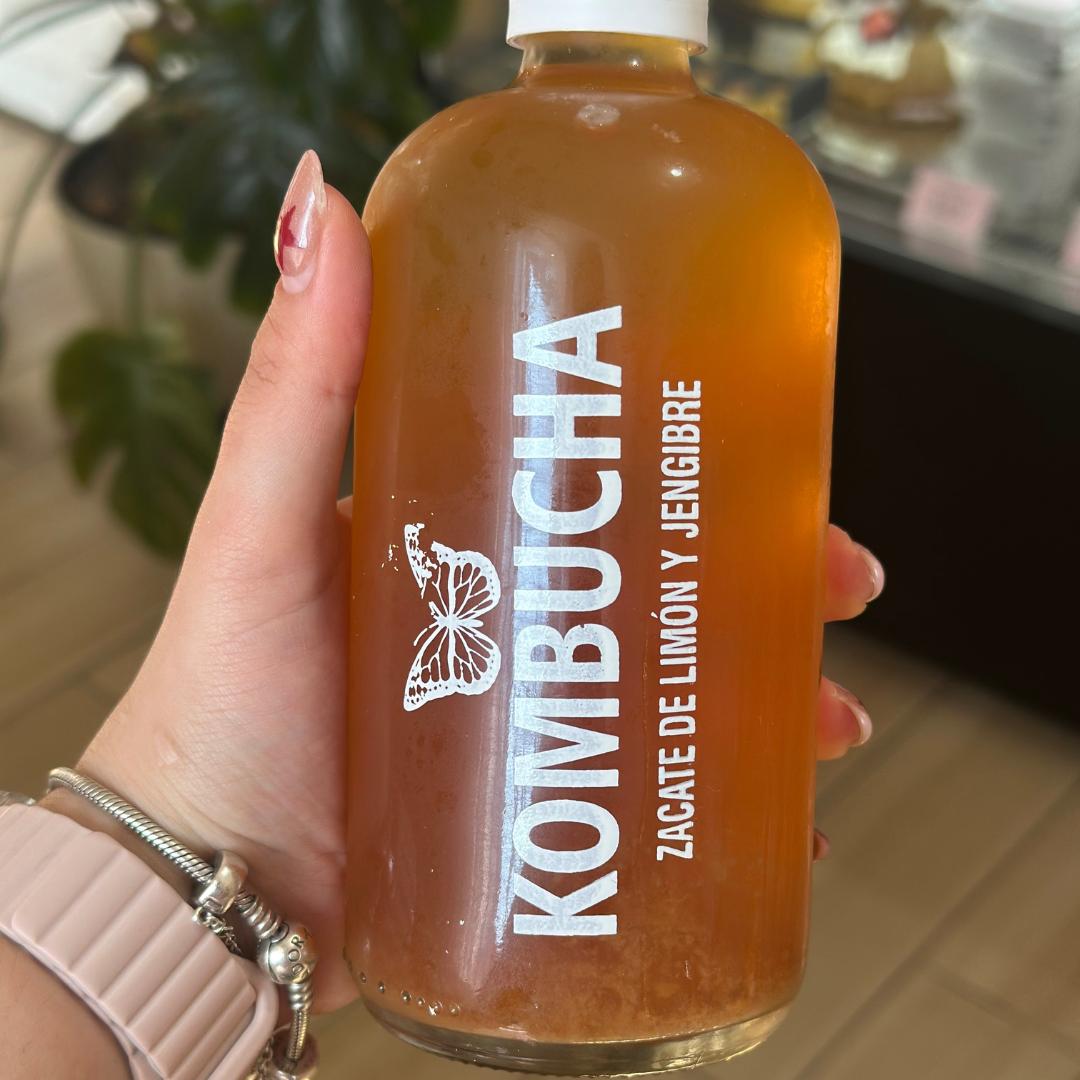 KOMBUCHA
ZACATE DE LIMÓN Y JENGIBRE